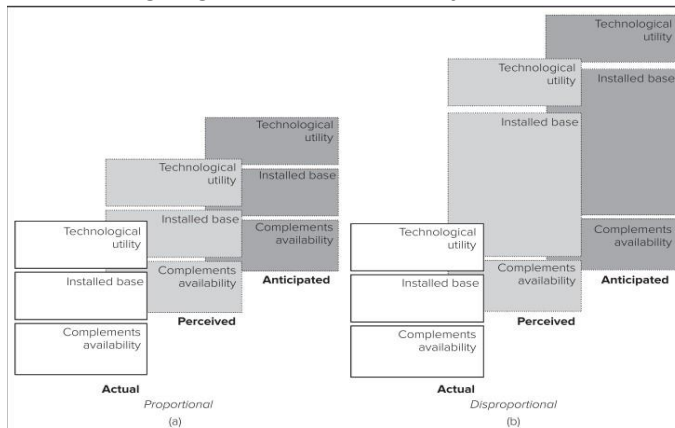 Technological
utility
Installed base
Complements
availability
Actual
Technological
utility
Installed base
Complements
availability
Perceived
Technological
utility
Installed base
Complements
availability
Anticipated
Proportional
(a)
Technological
utility
Installed base
Complements
availability
Actual
Technological
utility
Installed base
Complements
availability
Perceived
Technological
utility
Installed base
Complements
availability
Anticipated
Disproportional
(b)